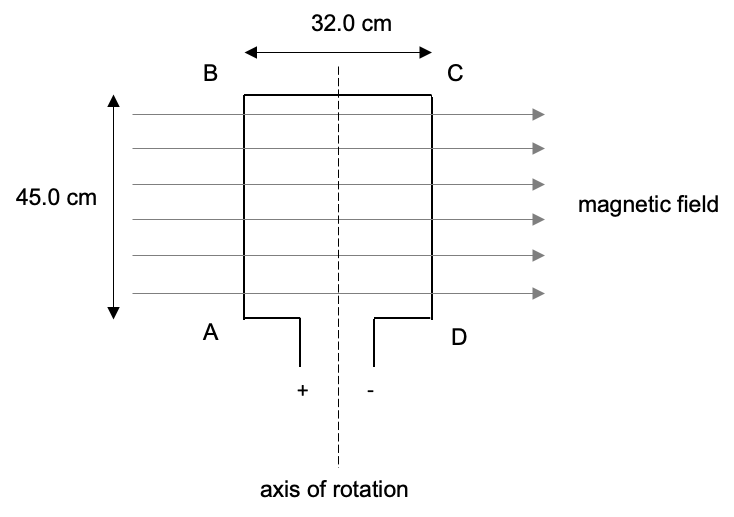 32.0 cm
B
C
45.0 cm
magnetic field
A
D
+
-
axis of rotation